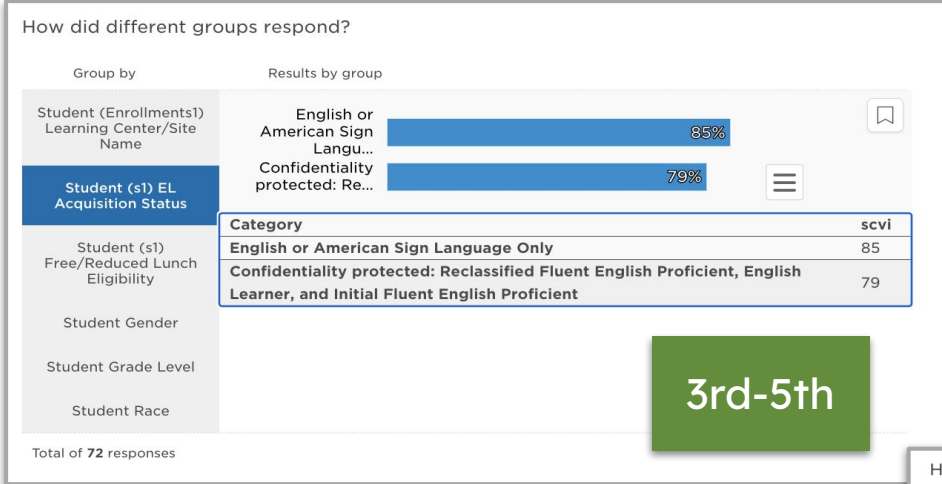 How did different groups respond?
Group by
Results by group
Student (Enrollments1)
Learning Center/Site
Name
Student (s1) EL
Acquisition Status
Student (s1)
Free/Reduced Lunch
Eligibility
Student Gender
Student Grade Level
Student Race
English or
American Sign
Langu...
85%
Confidentiality
protected: Re...
79%
Category scvi
English or American Sign Language Only 85
Confidentiality protected: Reclassified Fluent English Proficient, English
Learner, and Initial Fluent English Proficient 79
3rd-5th
Total of 72 responses
H